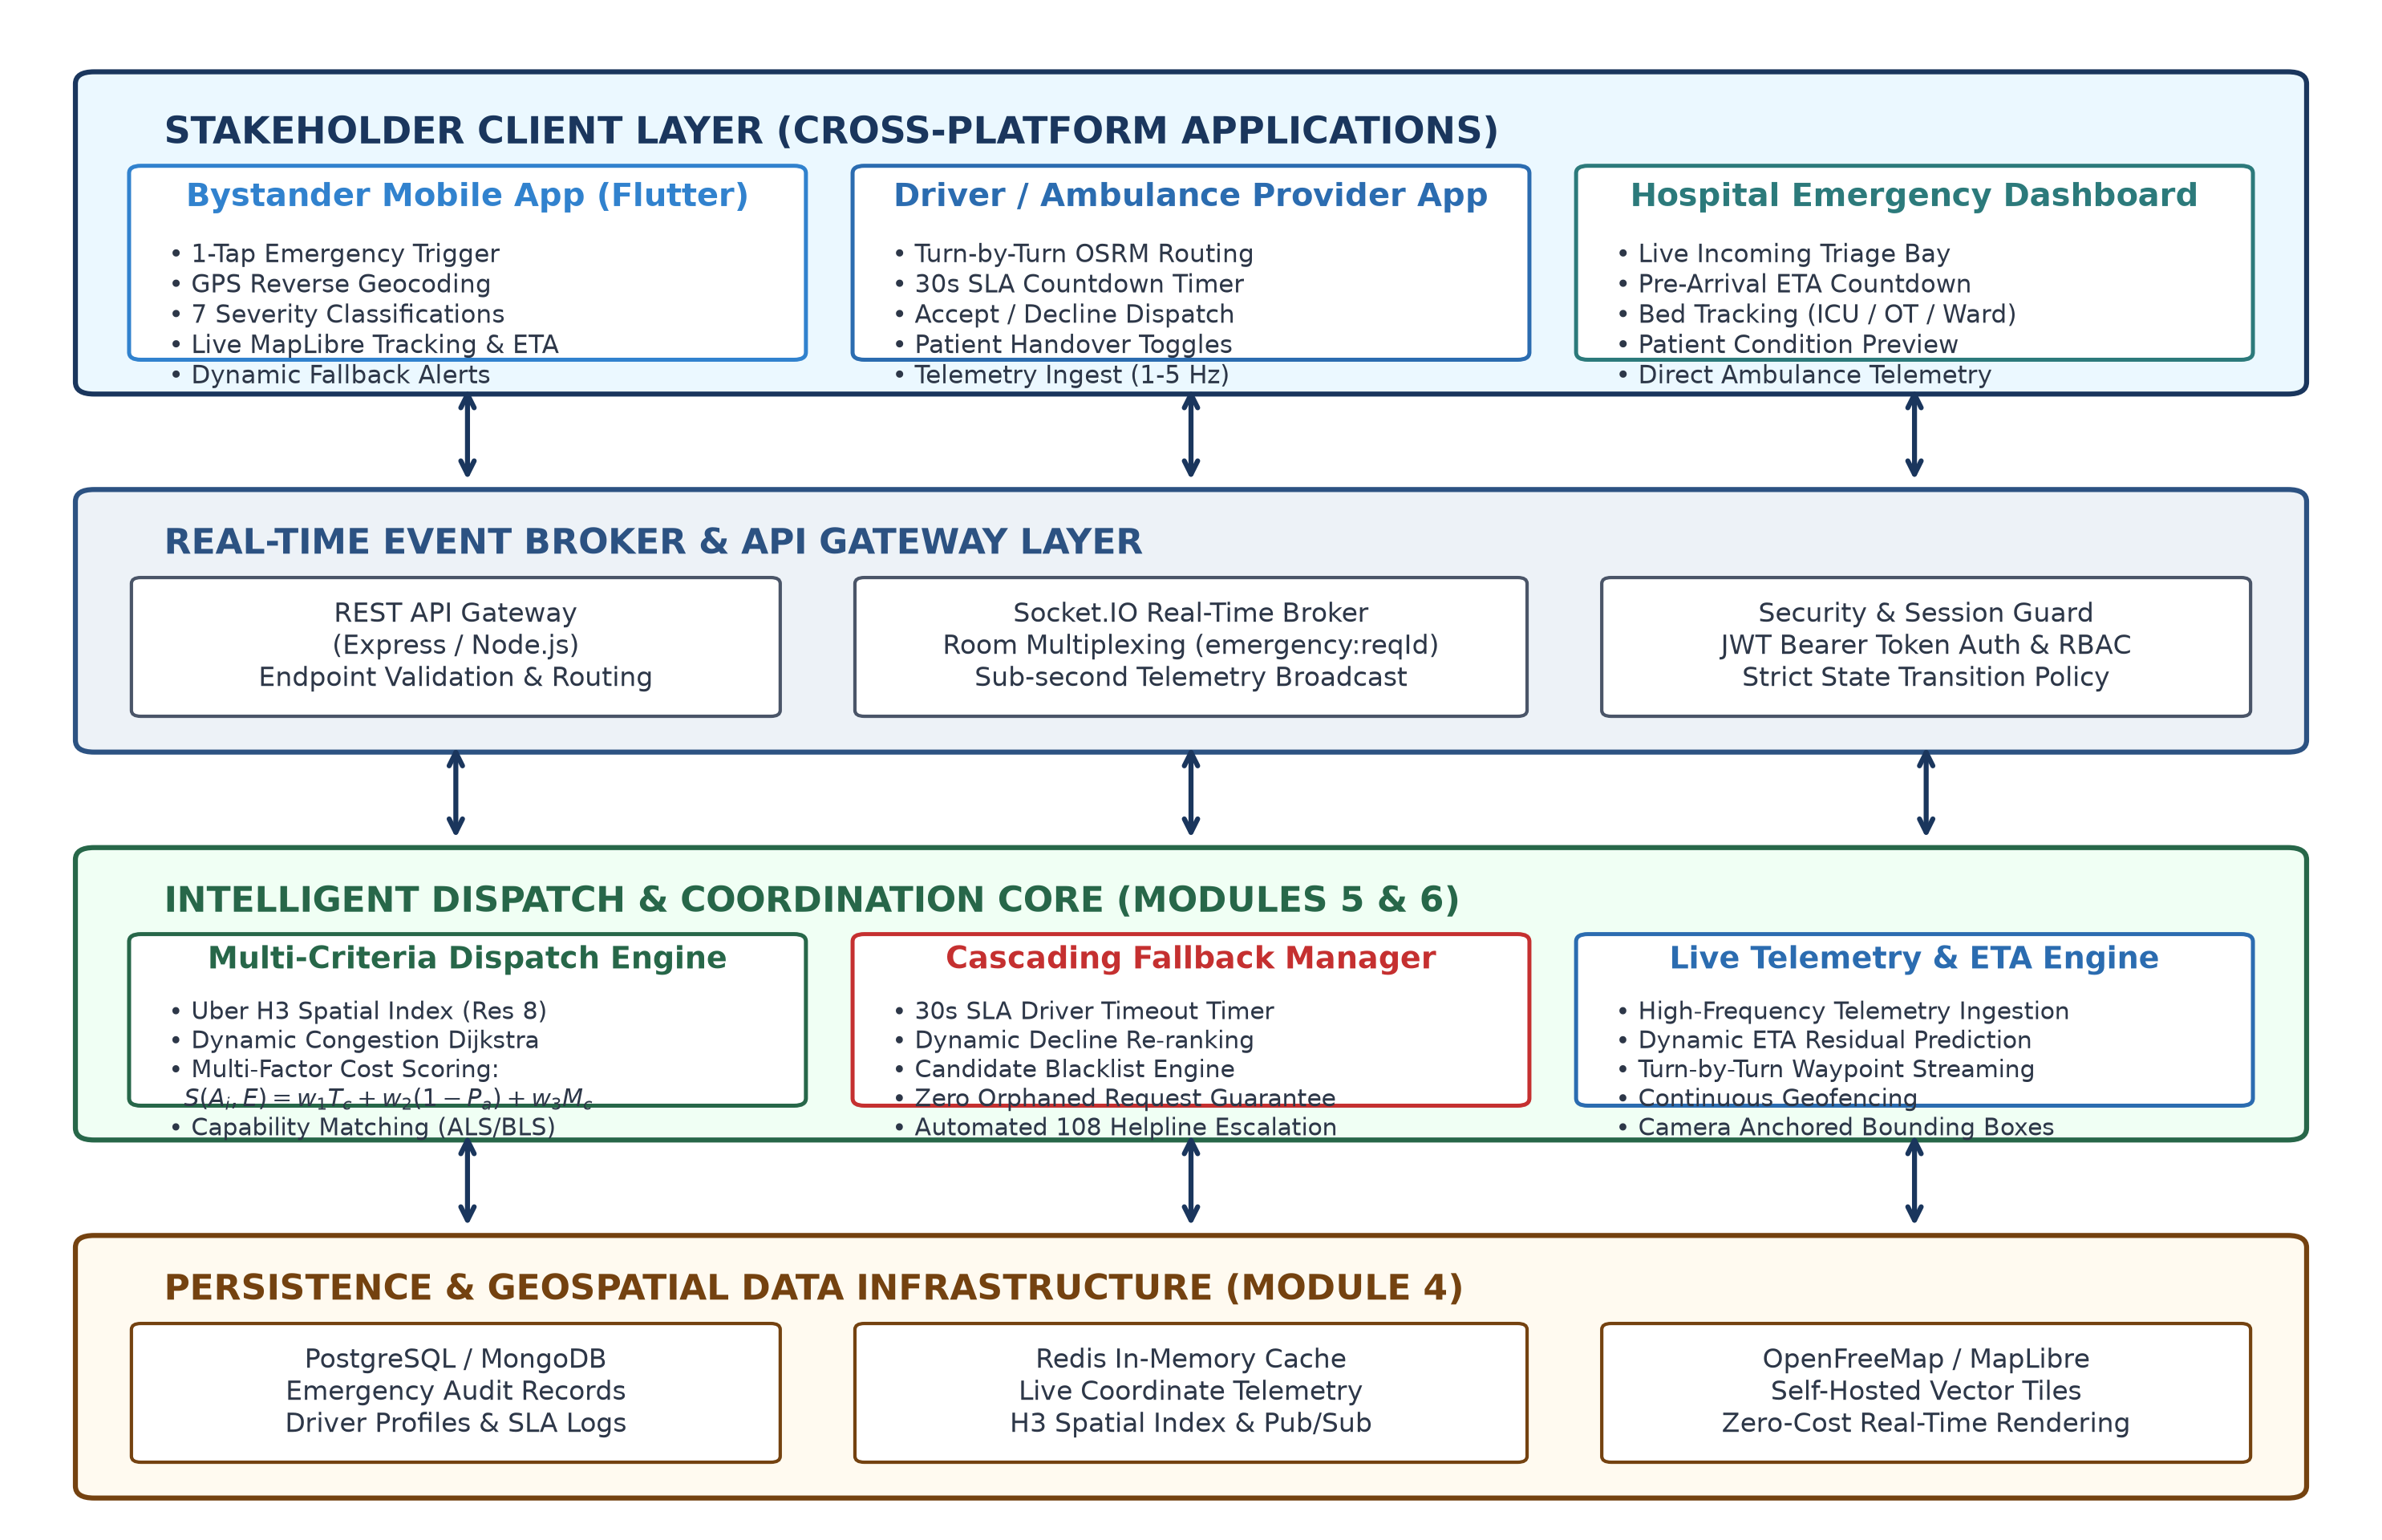 STAKEHOLDER CLIENT LAYER (CROSS-PLATFORM APPLICATIONS)
Bystander Mobile App (Flutter)
• 1-Tap Emergency Trigger
• GPS Reverse Geocoding
• 7 Severity Classifications
• Live MapLibre Tracking & ETA
• Dynamic Fallback Alerts
Driver / Ambulance Provider App
• Turn-by-Turn OSRM Routing
• 30s SLA Countdown Timer
• Accept / Decline Dispatch
• Patient Handover Toggles
• Telemetry Ingest (1-5 Hz)
Hospital Emergency Dashboard
• Live Incoming Triage Bay
• Pre-Arrival ETA Countdown
• Bed Tracking (ICU / OT / Ward)
• Patient Condition Preview
• Direct Ambulance Telemetry
REAL-TIME EVENT BROKER & API GATEWAY LAYER
REST API Gateway
(Express / Node.js)
Endpoint Validation & Routing
Socket.IO Real-Time Broker
Room Multiplexing (emergency:reqId)
Sub-second Telemetry Broadcast
Security & Session Guard
JWT Bearer Token Auth & RBAC
Strict State Transition Policy
INTELLIGENT DISPATCH & COORDINATION CORE (MODULES 5 & 6)
Multi-Criteria Dispatch Engine
• Uber H3 Spatial Index (Res 8)
• Dynamic Congestion Dijkstra
• Multi-Factor Cost Scoring:
S(A_i, E) = w_1T_c + w_2(1 − P_a) + w_3M_c
• Capability Matching (ALS/BLS)
Cascading Fallback Manager
• 30s SLA Driver Timeout Timer
• Dynamic Decline Re-ranking
• Candidate Blacklist Engine
• Zero Orphaned Request Guarantee
• Automated 108 Helpline Escalation
Live Telemetry & ETA Engine
• High-Frequency Telemetry Ingestion
• Dynamic ETA Residual Prediction
• Turn-by-Turn Waypoint Streaming
• Continuous Geofencing
• Camera Anchored Bounding Boxes
PERSISTENCE & GEOSPATIAL DATA INFRASTRUCTURE (MODULE 4)
PostgreSQL / MongoDB
Emergency Audit Records
Driver Profiles & SLA Logs
Redis In-Memory Cache
Live Coordinate Telemetry
H3 Spatial Index & Pub/Sub
OpenFreeMap / MapLibre
Self-Hosted Vector Tiles
Zero-Cost Real-Time Rendering